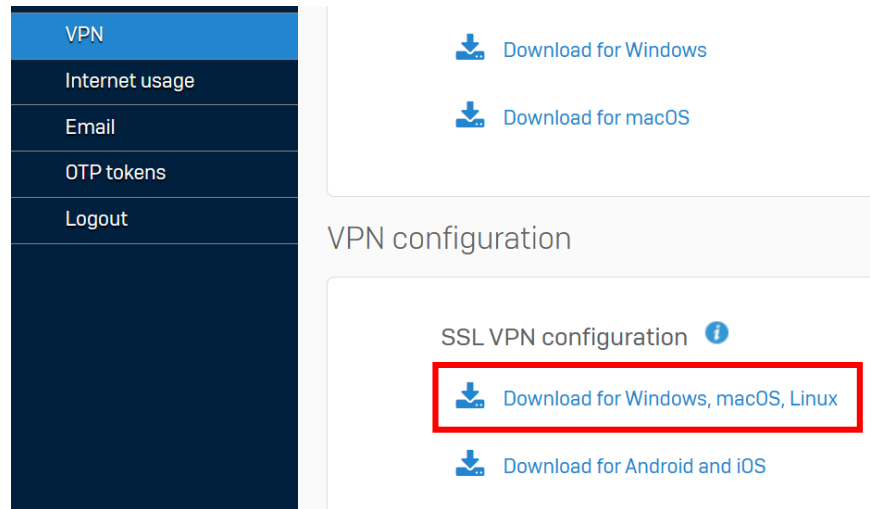 VPN
Internet usage
Email
OTP tokens
Logout
Download for Windows
Download for macOS
VPN configuration
SSL VPN configuration i
Download for Windows, macOS, Linux
Download for Android and iOS